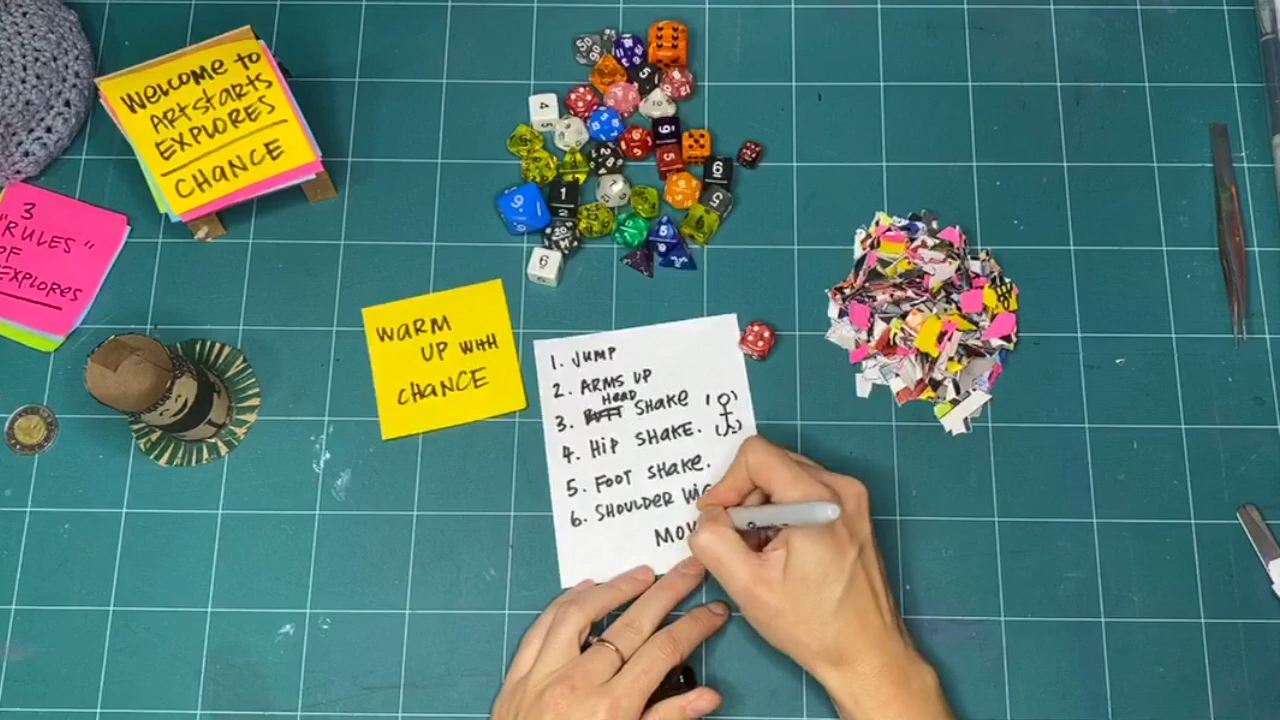 Welcome to
ARTSTARTS
EXPLORES
CHANCE
3
"RULES"
OF
EXPLORES
WARM
UP WITH
CHANCE
1. JUMP
2. ARMS UP
HEAD
3. SHAKE
4. HIP SHAKE.
5. FOOT SHAKE.
6. SHOULDER